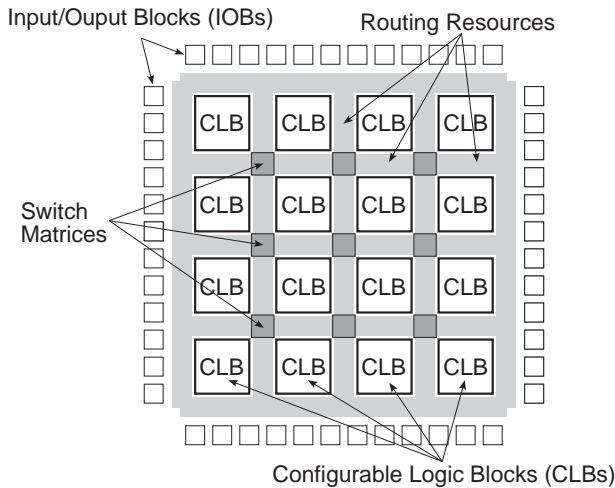 Input/Ouput Blocks (IOBs)
Routing Resources
CLB CLB CLB CLB
CLB CLB CLB CLB
Switch
Matrices
CLB CLB CLB CLB
CLB CLB CLB CLB
Configurable Logic Blocks (CLBs)